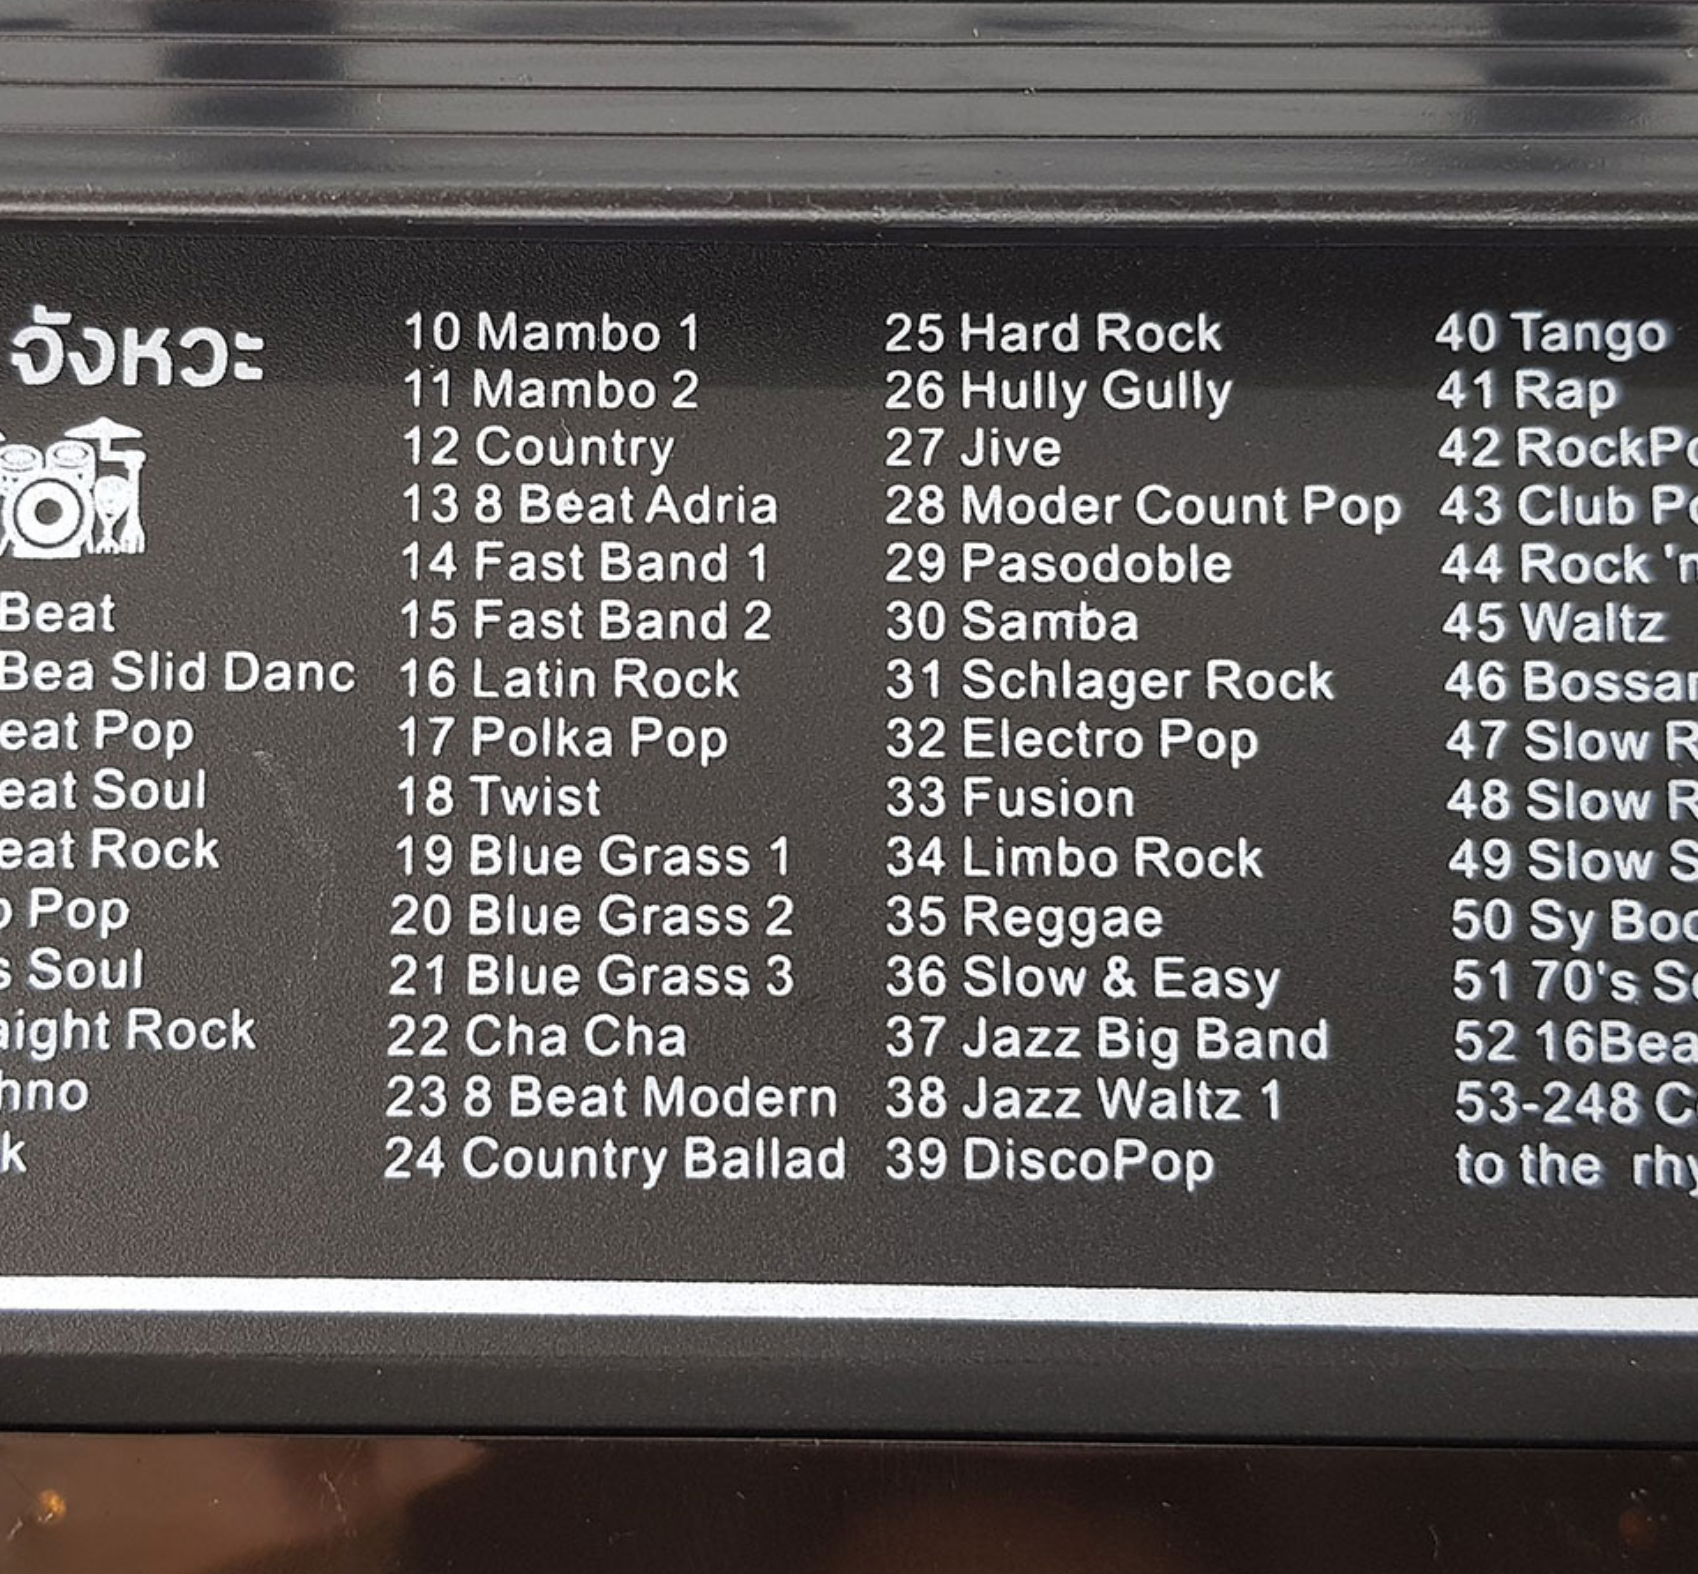 จังหวะ
Beat
Bea Slid Danc
eat Pop
eat Soul
eat Rock
Pop
s Soul
aight Rock
hno
k
10 Mambo 1
11 Mambo 2
12 Country
13 8 Beat Adria
14 Fast Band 1
15 Fast Band 2
16 Latin Rock
17 Polka Pop
18 Twist
19 Blue Grass 1
20 Blue Grass 2
21 Blue Grass 3
22 Cha Cha
23 8 Beat Modern
24 Country Ballad
25 Hard Rock
26 Hully Gully
27 Jive
28 Moder Count Pop
29 Pasodoble
30 Samba
31 Schlager Rock
32 Electro Pop
33 Fusion
34 Limbo Rock
35 Reggae
36 Slow & Easy
37 Jazz Big Band
38 Jazz Waltz 1
39 DiscoPop
40 Tango
41 Rap
42 RockP
43 Club P
44 Rock 'n
45 Waltz
46 Bossa
47 Slow R
48 Slow R
49 Slow S
50 Sy Boo
51 70's S
52 16Bea
53-248 C
to the rhy